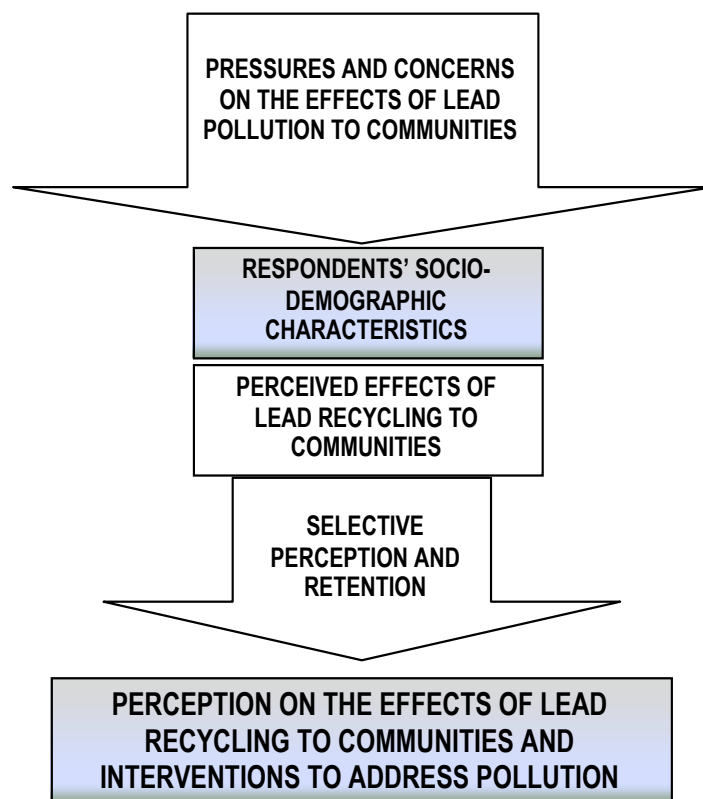 PRESSURES AND CONCERNS
ON THE EFFECTS OF LEAD
POLLUTION TO COMMUNITIES
RESPONDENTS’ SOCIO-
DEMOGRAPHIC
CHARACTERISTICS
PERCEIVED EFFECTS OF
LEAD RECYCLING TO
COMMUNITIES
SELECTIVE
PERCEPTION AND
RETENTION
PERCEPTION ON THE EFFECTS OF LEAD
RECYCLING TO COMMUNITIES AND
INTERVENTIONS TO ADDRESS POLLUTION